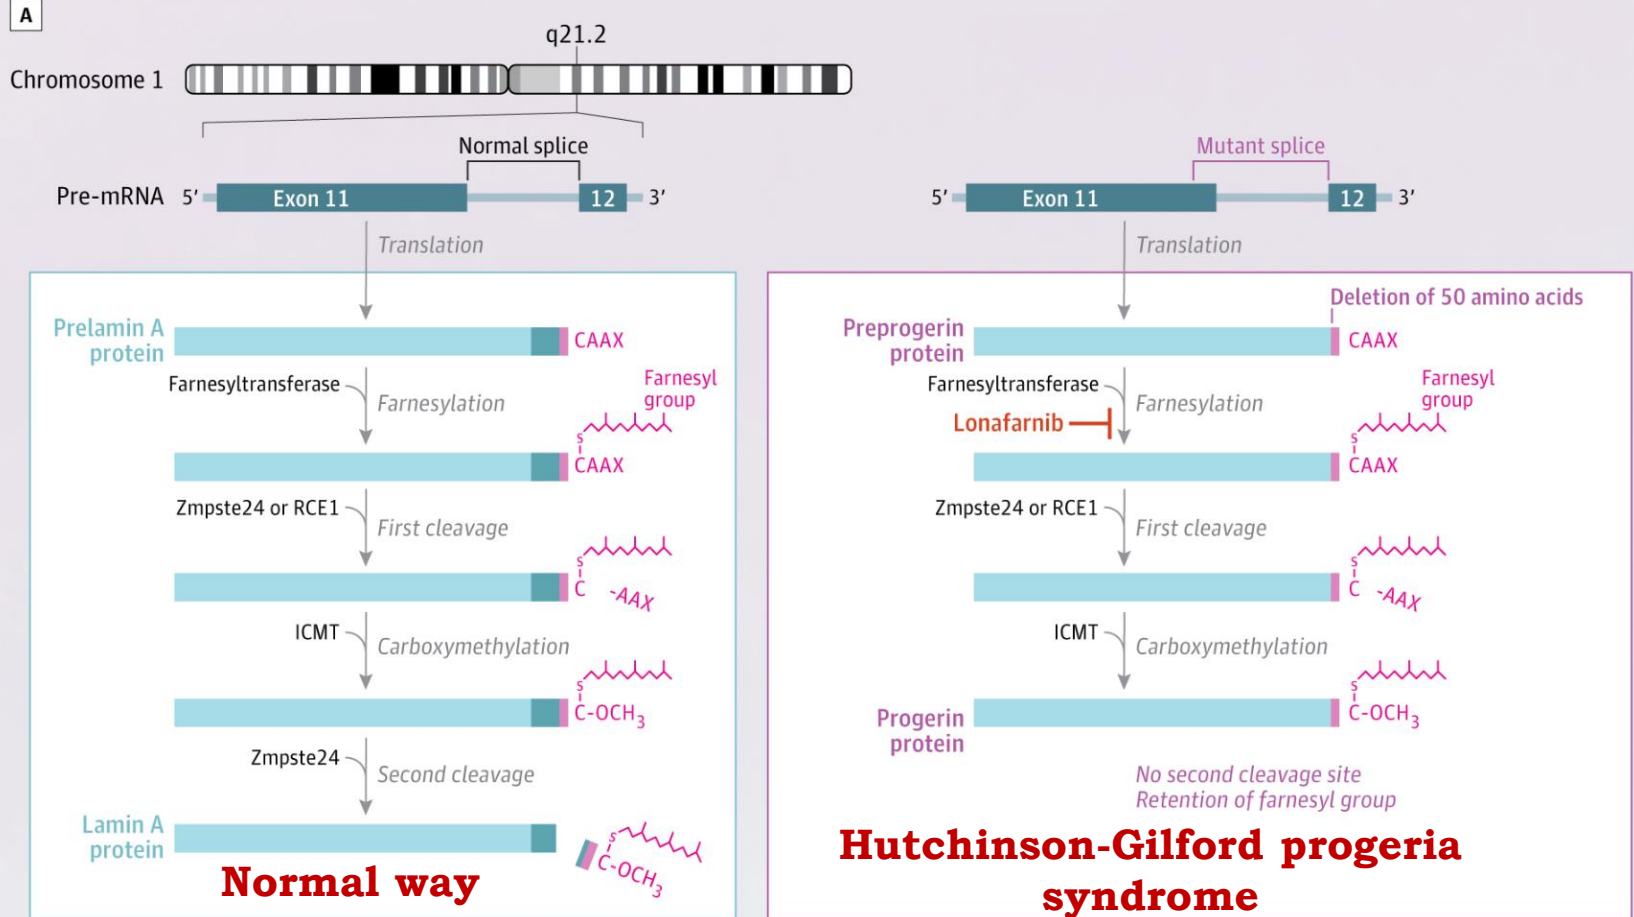 A
q21.2
Chromosome 1
Normal splice
Pre-mRNA 5′ Exon 11 12 3′
Translation
Prelamin A
protein
CAAX
Farnesyltransferase
Farnesylation
Farnesyl
group
S
CAAX
Zmpste24 or RCE1
First cleavage
S
C -AAX
ICMT
Carboxymethylation
S
C-OCH3
Zmpste24
Second cleavage
Lamin A
protein
S
C-OCH3
Normal way
Mutant splice
5′ Exon 11 12 3′
Translation
Deletion of 50 amino acids
Preprogerin
protein
CAAX
Farnesyltransferase
Farnesylation
Lonafarnib
Farnesyl
group
S
CAAX
Zmpste24 or RCE1
First cleavage
S
C -AAX
ICMT
Carboxymethylation
S
C-OCH3
Progerin
protein
No second cleavage site
Retention of farnesyl group
Hutchinson-Gilford progeria
syndrome